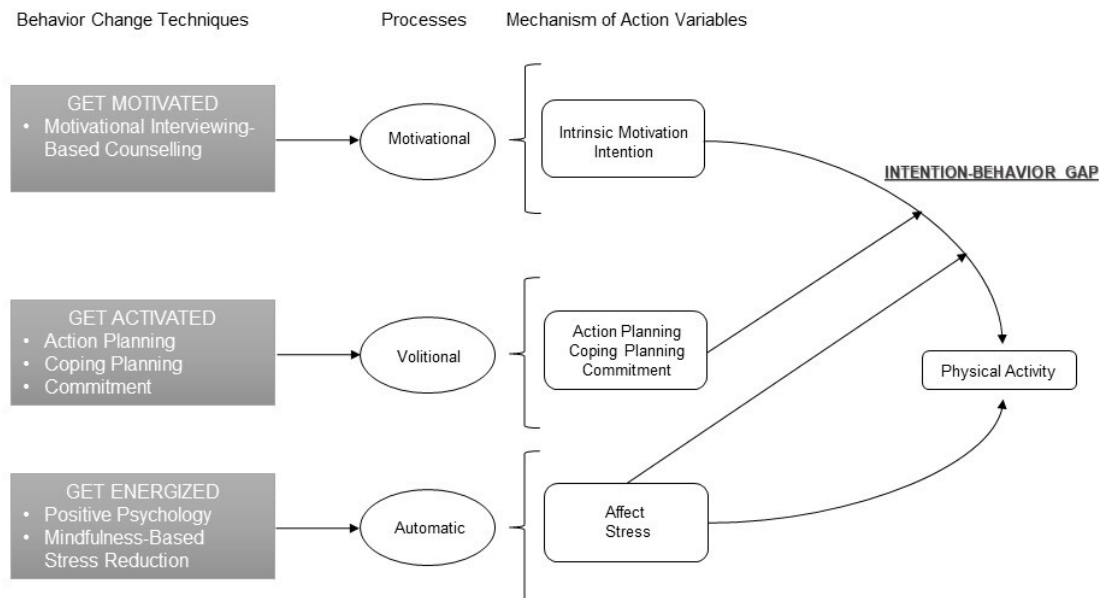 Behavior Change Techniques
Processes
Mechanism of Action Variables
GET MOTIVATED
• Motivational Interviewing-
Based Counselling
Motivational
Intrinsic Motivation
Intention
INTENTION-BEHAVIOR GAP
GET ACTIVATED
• Action Planning
• Coping Planning
• Commitment
Volitional
Action Planning
Coping Planning
Commitment
Physical Activity
GET ENERGIZED
• Positive Psychology
• Mindfulness-Based
Stress Reduction
Automatic
Affect
Stress